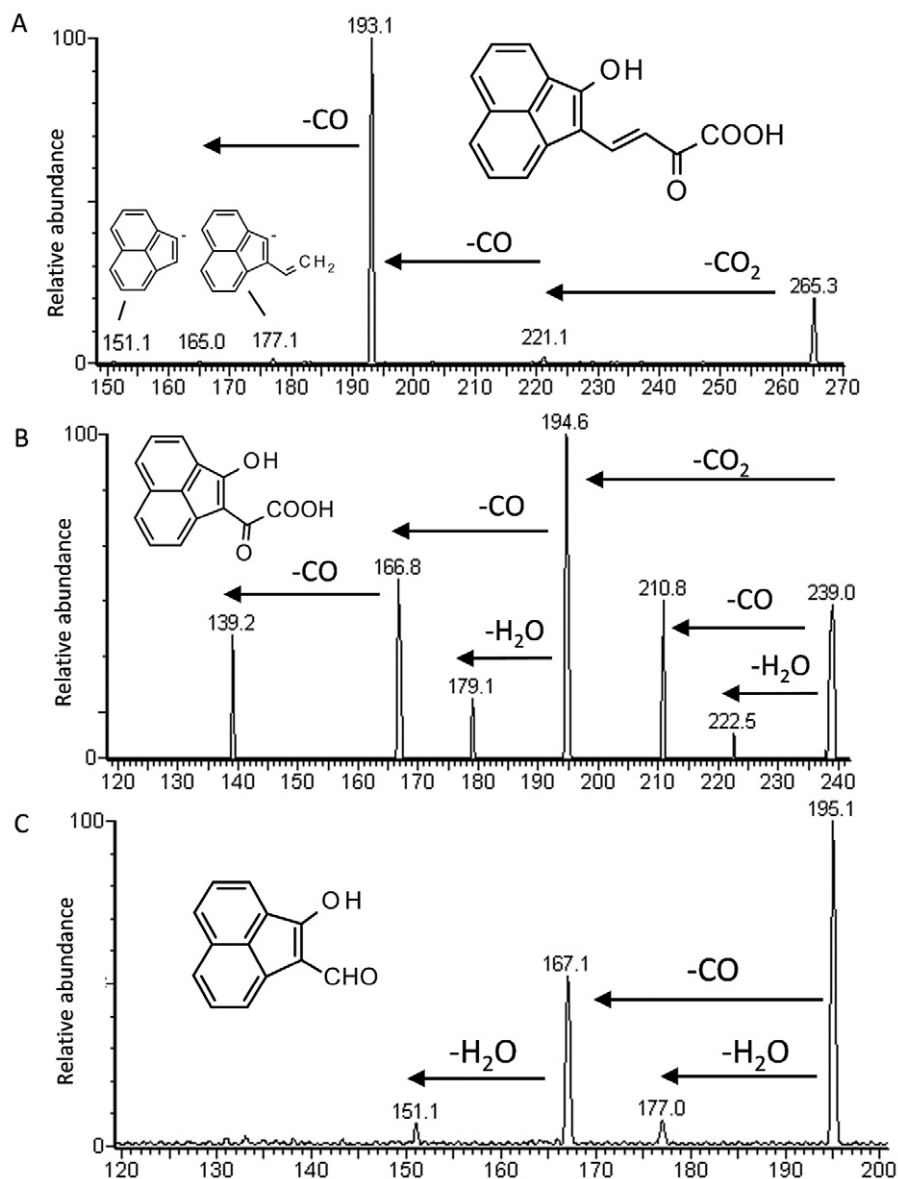 A
Relative abundance
100
0
193.1
OH
COOH
O
-CO
-CO
-CO₂
265.3
-
-
CH₂
151.1
165.0
177.1
221.1
150 160 170 180 190 200 210 220 230 240 250 260 270
B
Relative abundance
100
0
194.6
OH
COOH
O
-CO₂
-CO
166.8
-CO
139.2
210.8
-CO
239.0
-H₂O
179.1
-H₂O
222.5
120 130 140 150 160 170 180 190 200 210 220 230 240
C
Relative abundance
100
0
195.1
OH
CHO
167.1
-CO
-H₂O
-H₂O
151.1
177.0
120 130 140 150 160 170 180 190 200